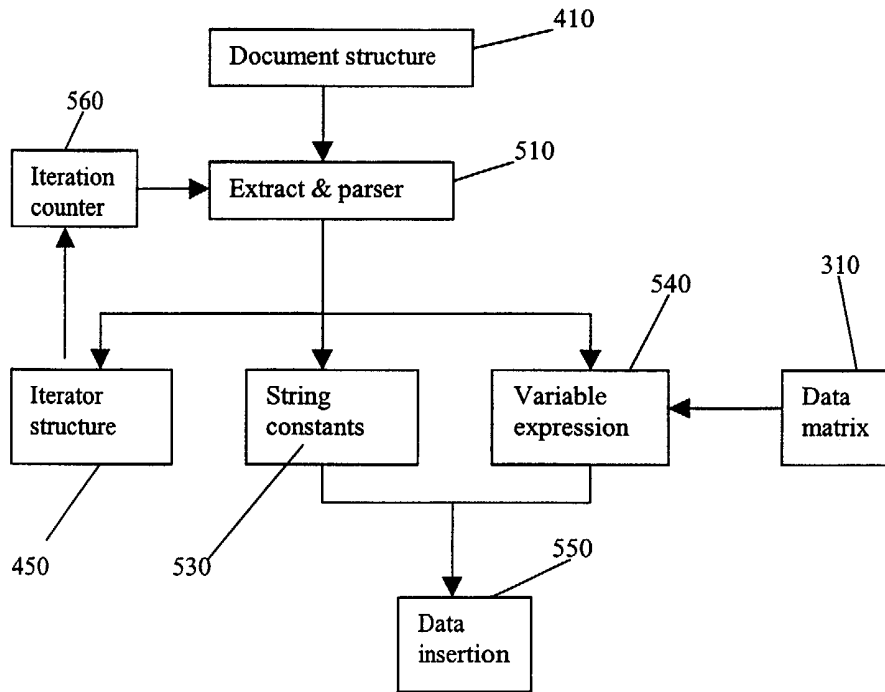 410
Document structure
560
510
Iteration
counter
Extract & parser
540
310
Iterator
structure
String
constants
Variable
expression
Data
matrix
450
530
550
Data
insertion